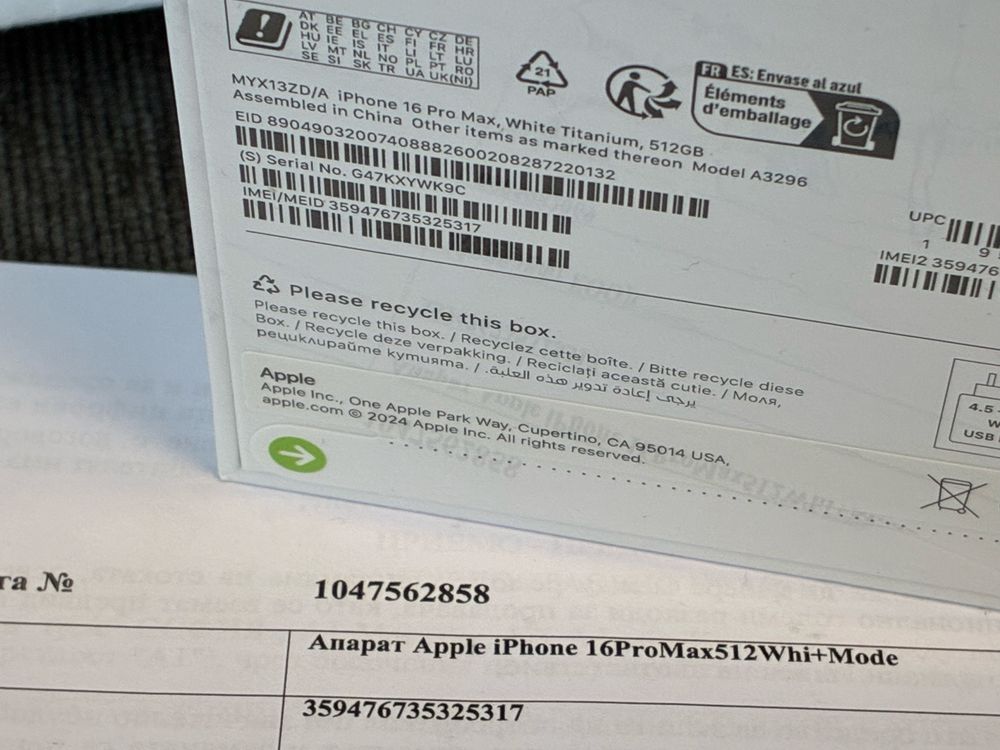 AT BE BG CH CY CZ DE
DK EE EL ES FI FR HR
HU IE IS IT LI LT LU
LV MT NL NO PL PT RO
SE SI SK TR UA UK(NI)
21
PAP
FR ES: Envase al azul
Éléments
d'emballage
MYX13ZD/A iPhone 16 Pro Max, White Titanium, 512GB
Assembled in China Other items as marked thereon Model A3296
EID 89049032007408882600208287220132
(S) Serial No. G47KXYWK9C
IMEI/MEID 359476735325317
UPC
1 9
IMEI2 359476
Please recycle this box.
Please recycle this box. / Recyclez cette boîte. / Bitte recycle diese
Box. / Recycle deze verpakking. / Reciclați această cutie. / Моля,
рециклирайте кутията. / يرجى إعادة تدوير هذه العلبة.
4.5
W
USB
Apple
Apple Inc., One Apple Park Way, Cupertino, CA 95014 USA,
apple.com © 2024 Apple Inc. All rights reserved.
та № 1047562858
Апарат Apple iPhone 16ProMax512Whi+Mode
359476735325317